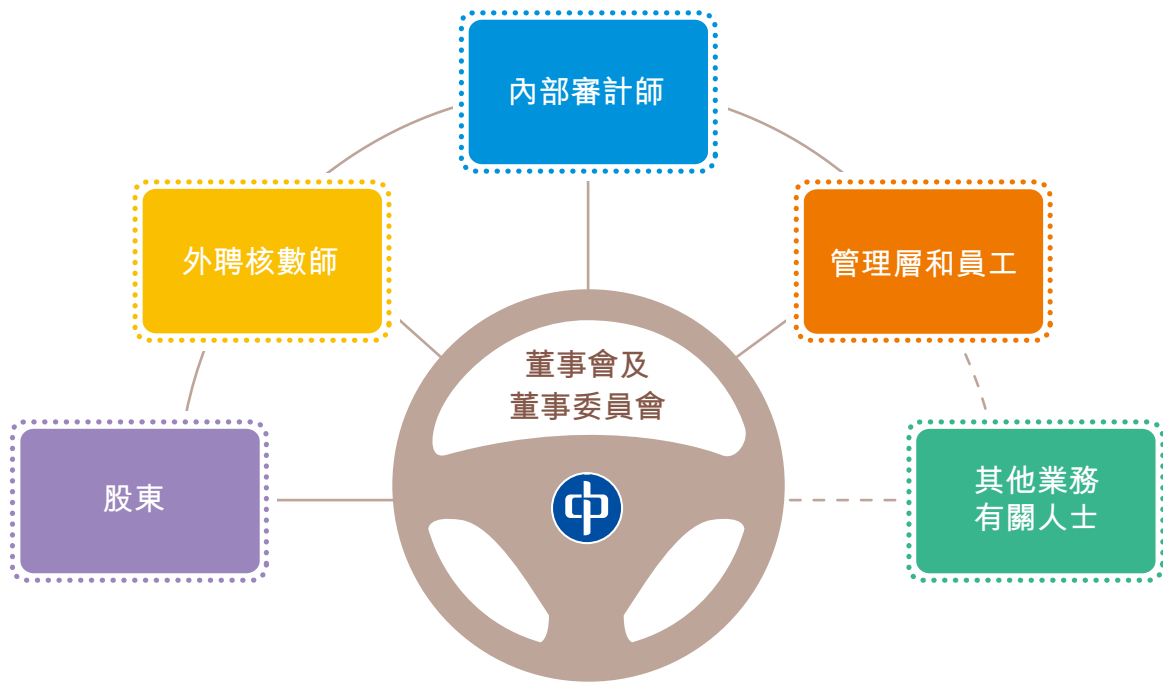 內部審計師
外聘核數師
管理層和員工
董事會及
董事委員會
股東
其他業務
有關人士